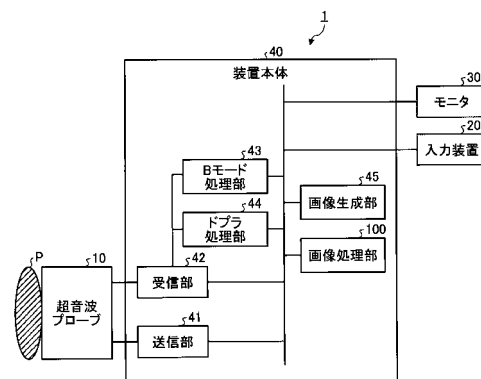 1
40
装置本体
30
モニタ
20
入力装置
43
Bモード
処理部
45
画像生成部
44
ドプラ
処理部
100
画像処理部
P
10
超音波
プローブ
42
受信部
41
送信部